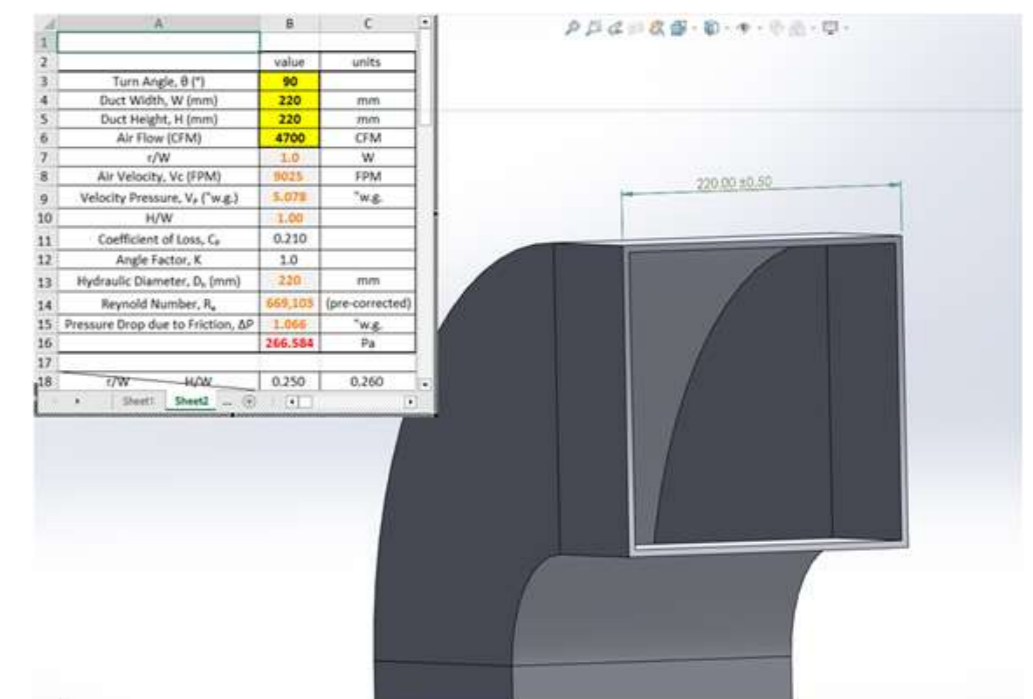 A B C
1
2 value units
3 Turn Angle, θ (°) 90
4 Duct Width, W (mm) 220 mm
5 Duct Height, H (mm) 220 mm
6 Air Flow (CFM) 4700 CFM
7 r/W 1.0 W
8 Air Velocity, Vc (FPM) 9025 FPM
9 Velocity Pressure, Vₚ ("w.g.) 5.078 "w.g.
10 H/W 1.00
11 Coefficient of Loss, Cₚ 0.210
12 Angle Factor, K 1.0
13 Hydraulic Diameter, Dₕ (mm) 220 mm
14 Reynold Number, Rₑ 669,103 (pre-corrected)
15 Pressure Drop due to Friction, ΔP 1.066 "w.g.
16 266.584 Pa
17
18 r/W H/W 0.250 0.260
Sheet1 Sheet2 ...
220.00 ±0.50